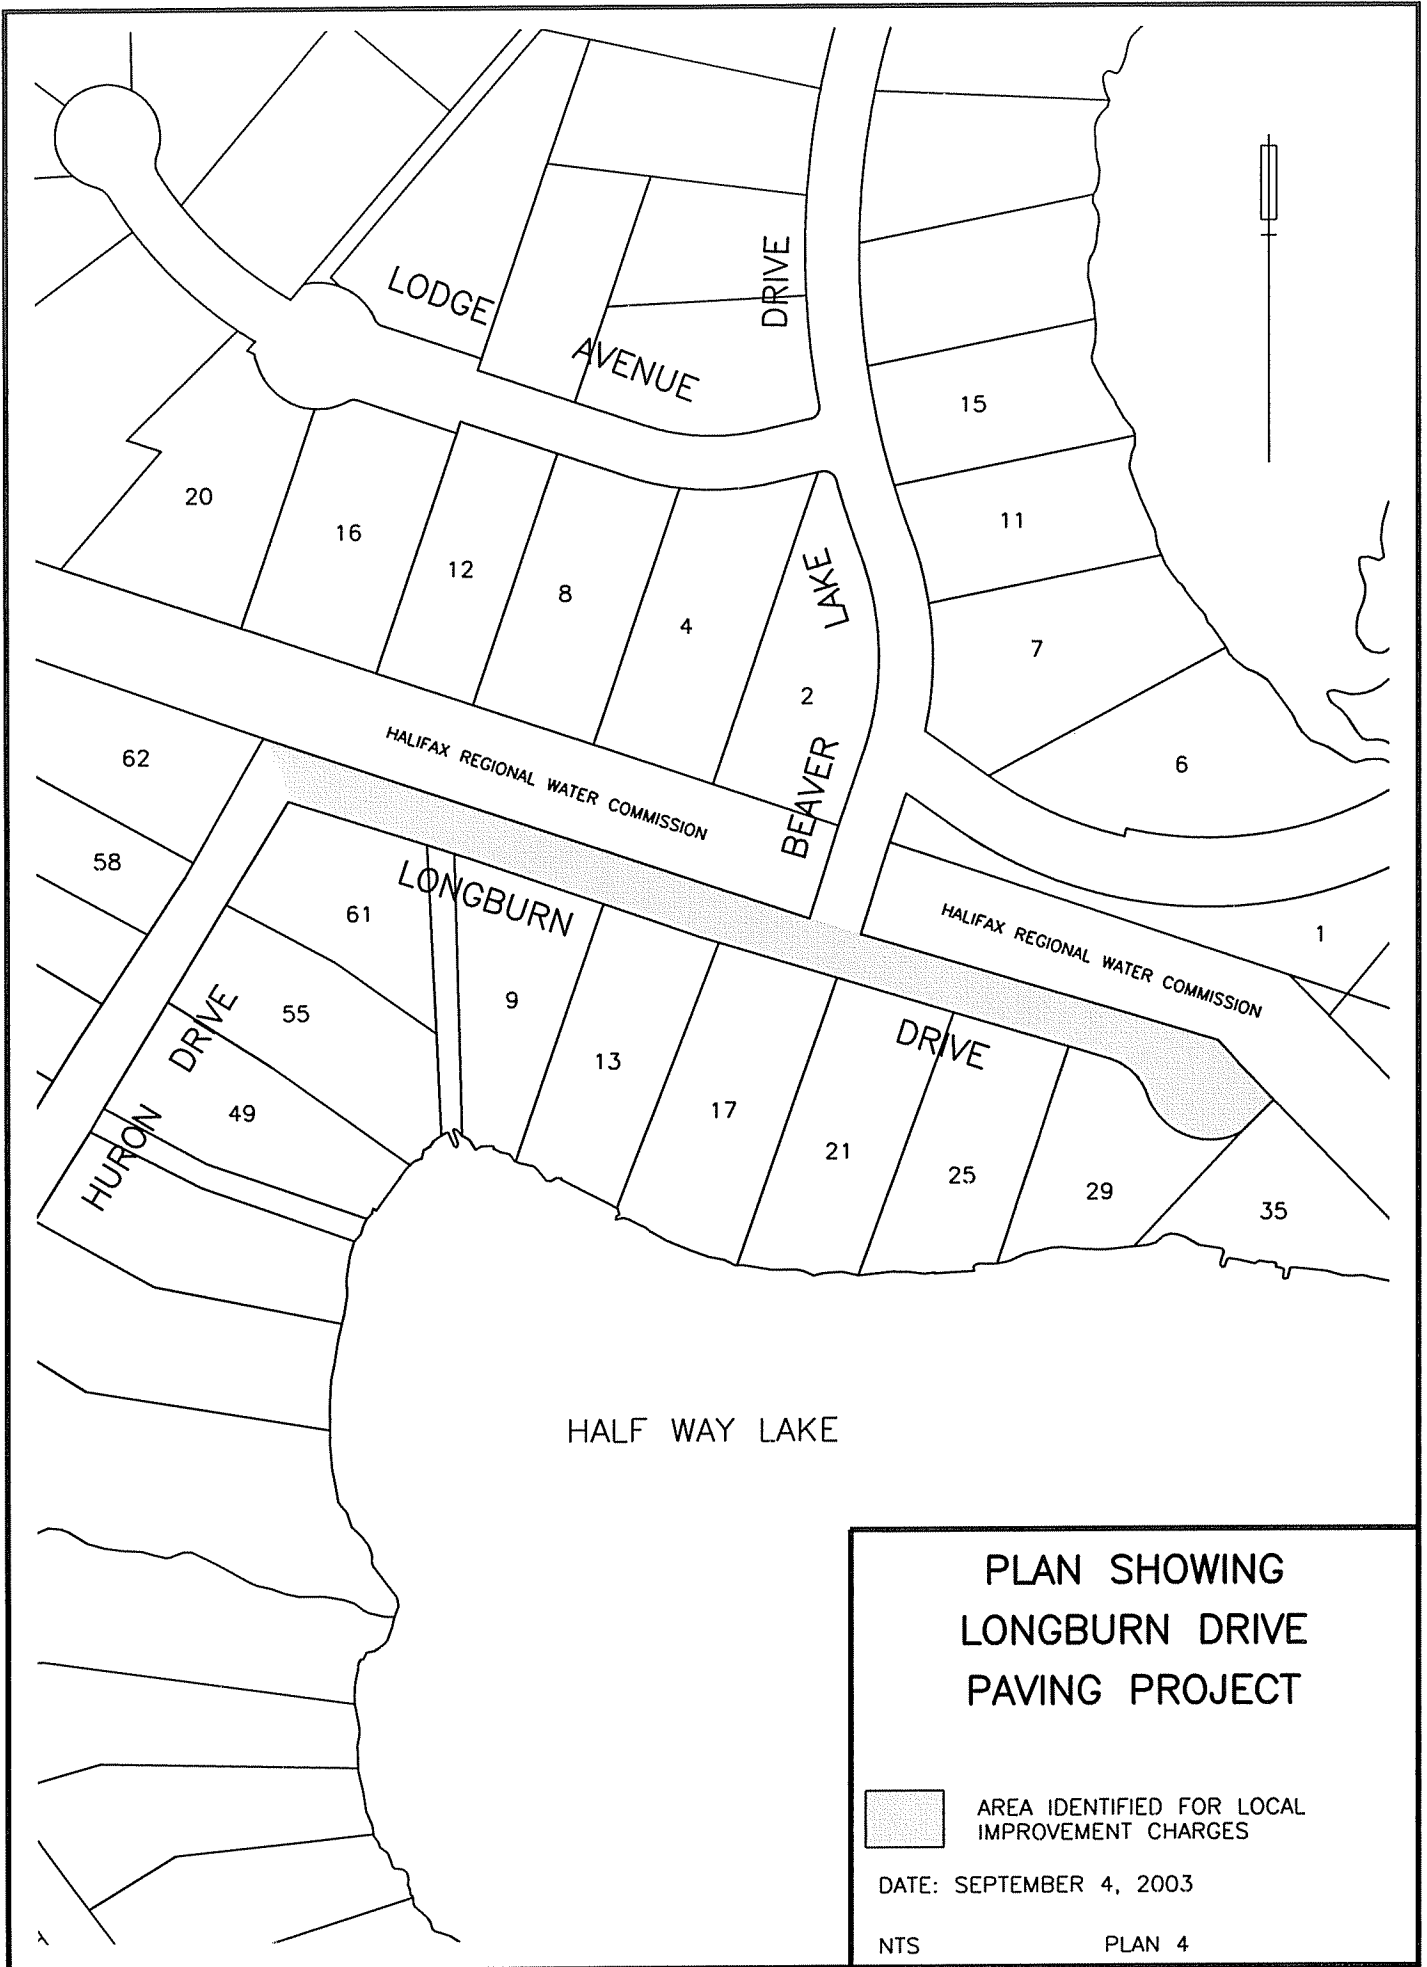 LODGE
AVENUE
DRIVE
15
11
20
16
12
8
4
LAKE
7
2
6
62
HALIFAX REGIONAL WATER COMMISSION
BEAVER
58
61
LONGBURN
HALIFAX REGIONAL WATER COMMISSION
1
9
55
DRIVE
DRIVE
13
17
49
HURON
21
25
29
35
HALF WAY LAKE
PLAN SHOWING
LONGBURN DRIVE
PAVING PROJECT
AREA IDENTIFIED FOR LOCAL
IMPROVEMENT CHARGES
DATE: SEPTEMBER 4, 2003
NTS PLAN 4